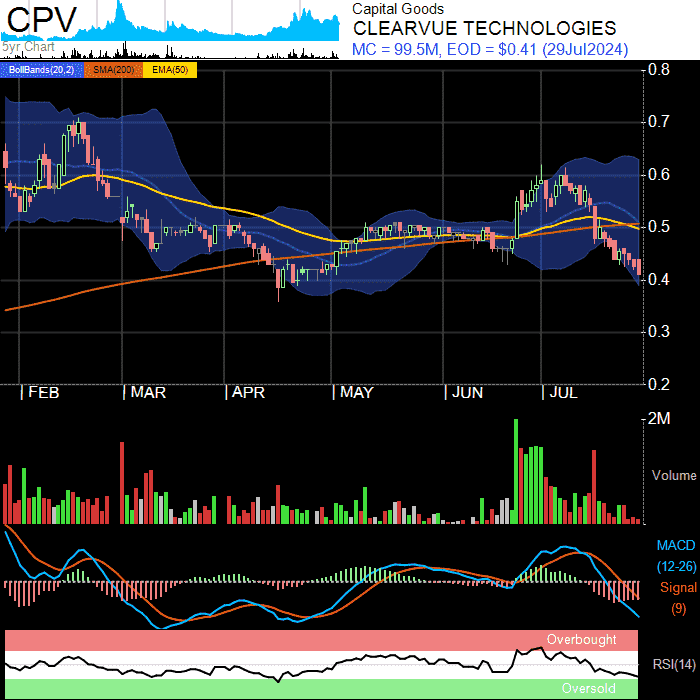 CPV
5yr Chart
Capital Goods
CLEARVUE TECHNOLOGIES
MC = 99.5M, EOD = $0.41 (29Jul2024)
BollBands(20,2) SMA(200) EMA(50)
0.8
0.7
0.6
0.5
0.4
0.3
0.2
FEB MAR APR MAY JUN JUL
2M
Volume
MACD
(12-26)
Signal
(9)
Overbought
RSI(14)
Oversold